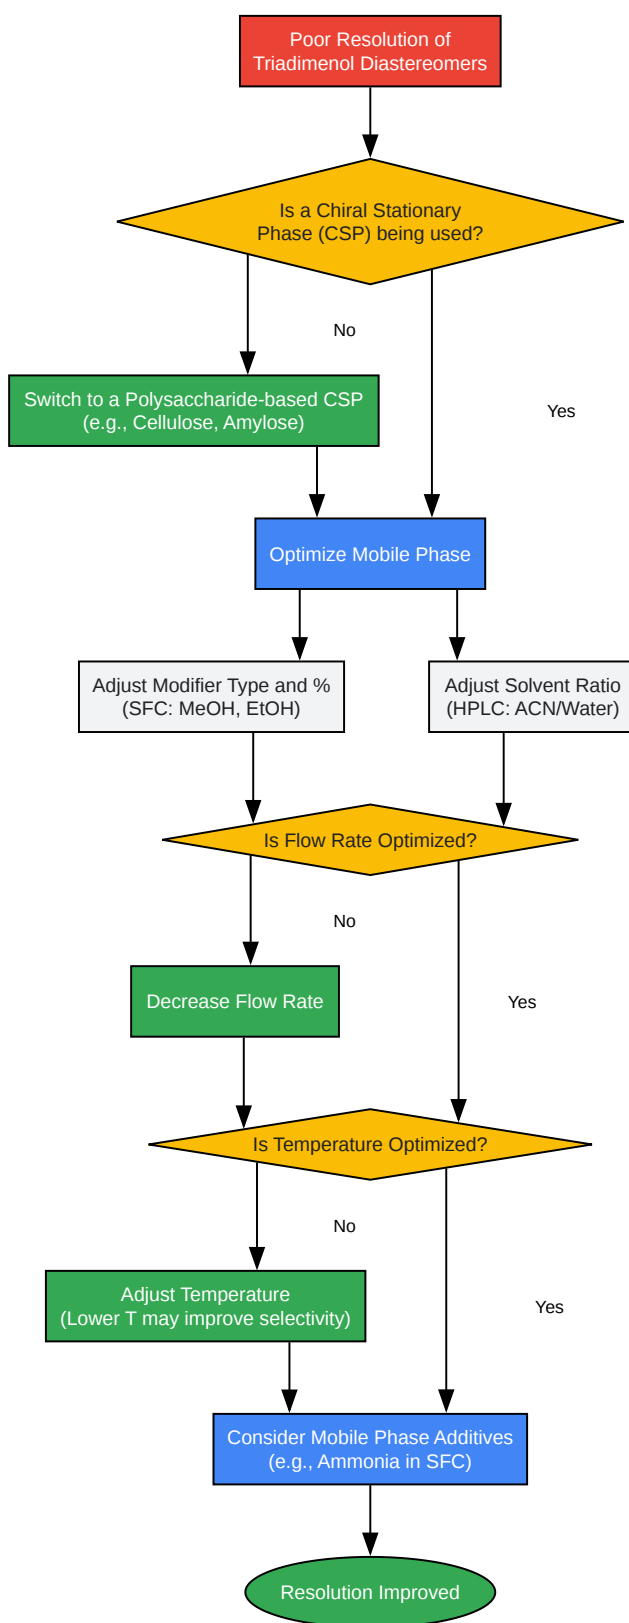 Poor Resolution of
Triadimenol Diastereomers
Is a Chiral Stationary
Phase (CSP) being used?
No
Switch to a Polysaccharide-based CSP
(e.g., Cellulose, Amylose)
Yes
Optimize Mobile Phase
Adjust Modifier Type and %
(SFC: MeOH, EtOH)
Adjust Solvent Ratio
(HPLC: ACN/Water)
Is Flow Rate Optimized?
No
Decrease Flow Rate
Yes
Is Temperature Optimized?
No
Adjust Temperature
(Lower T may improve selectivity)
Yes
Consider Mobile Phase Additives
(e.g., Ammonia in SFC)
Resolution Improved